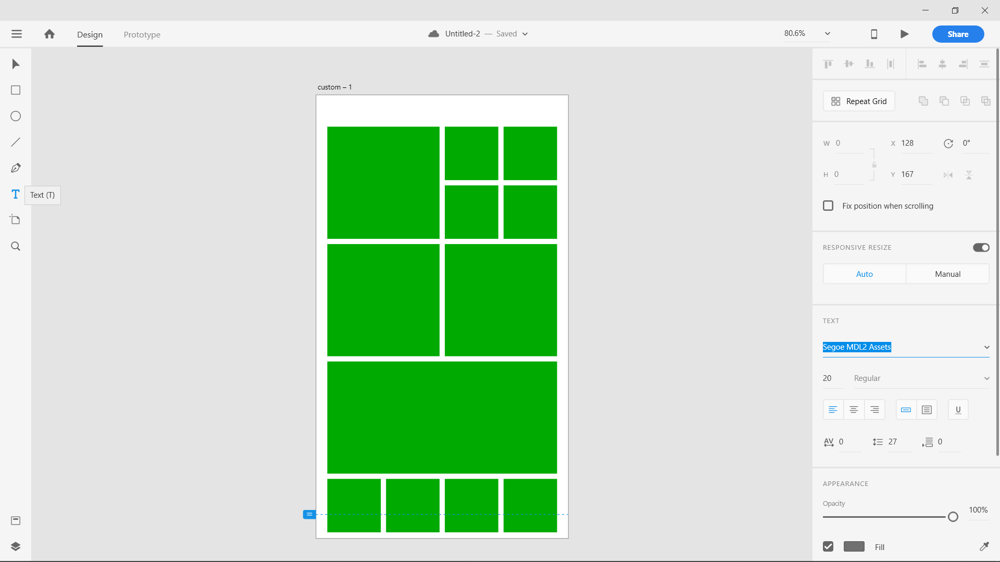 Design
Prototype
Untitled-2 — Saved
80.6%
Share
custom – 1
Repeat Grid
W 0
X 128
0°
H 0
Y 167
Text (T)
Fix position when scrolling
RESPONSIVE RESIZE
Auto
Manual
TEXT
Segoe MDL2 Assets
20
Regular
U
AV 0
27
0
APPEARANCE
Opacity
100%
Fill